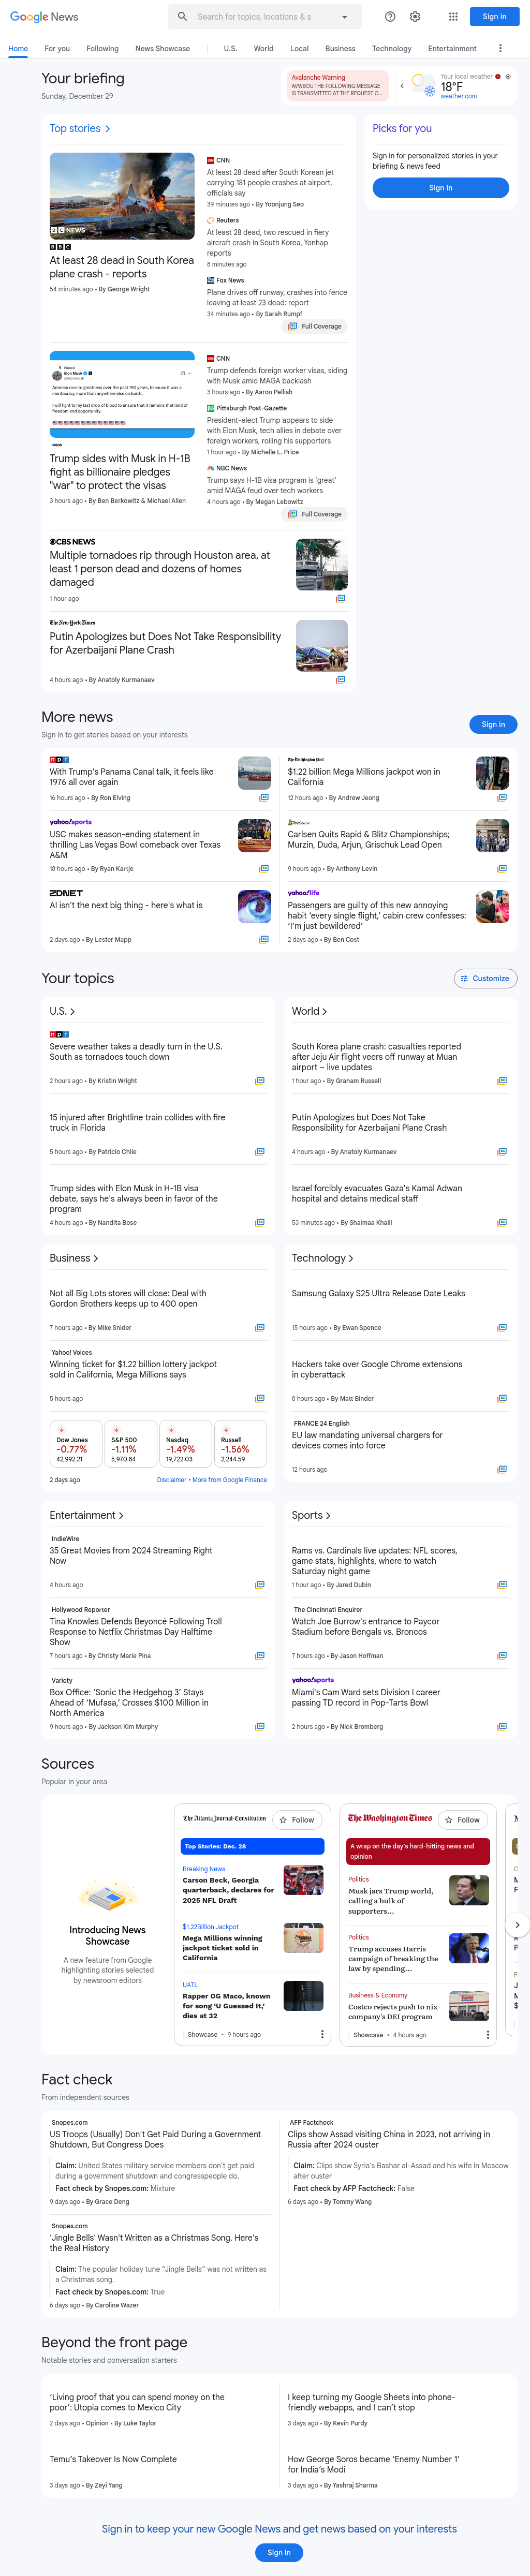 Google News
Search for topics, locations & s
Sign in
Home
For you
Following
News Showcase
U.S.
World
Local
Business
Technology
Entertainment
Your briefing
Sunday, December 29
Avalanche Warning
AVWBOU THE FOLLOWING MESSAGE
IS TRANSMITTED AT THE REQUEST O...
Your local weather
18°F
weather.com
Top stories
Picks for you
Sign in for personalized stories in your
briefing & news feed
Sign in
BBC NEWS
BBC
At least 28 dead in South Korea
plane crash - reports
54 minutes ago • By George Wright
CNN
At least 28 dead after South Korean jet
carrying 181 people crashes at airport,
officials say
39 minutes ago • By Yoonjung Seo
Reuters
At least 28 dead, two rescued in fiery
aircraft crash in South Korea, Yonhap
reports
8 minutes ago
Fox News
Plane drives off runway, crashes into fence
leaving at least 23 dead: report
34 minutes ago • By Sarah Rumpf
Full Coverage
Elon Musk
America rose to greatness over the past 150 years, because it was a
meritocracy more than anywhere else on Earth.
I will fight to my last drop of blood to ensure that it remains that land of
freedom and opportunity.
Trump sides with Musk in H-1B
fight as billionaire pledges
"war" to protect the visas
3 hours ago • By Ben Berkowitz & Michael Allen
CNN
Trump defends foreign worker visas, siding
with Musk amid MAGA backlash
3 hours ago • By Aaron Pellish
Pittsburgh Post-Gazette
President-elect Trump appears to side
with Elon Musk, tech allies in debate over
foreign workers, roiling his supporters
1 hour ago • By Michelle L. Price
NBC News
Trump says H-1B visa program is 'great'
amid MAGA feud over tech workers
4 hours ago • By Megan Lebowitz
Full Coverage
CBS NEWS
Multiple tornadoes rip through Houston area, at
least 1 person dead and dozens of homes
damaged
1 hour ago
The New York Times
Putin Apologizes but Does Not Take Responsibility
for Azerbaijani Plane Crash
4 hours ago • By Anatoly Kurmanaev
More news
Sign in to get stories based on your interests
Sign in
npr
With Trump's Panama Canal talk, it feels like
1976 all over again
16 hours ago • By Ron Elving
The Washington Post
$1.22 billion Mega Millions jackpot won in
California
12 hours ago • By Andrew Jeong
yahoo/sports
USC makes season-ending statement in
thrilling Las Vegas Bowl comeback over Texas
A&M
18 hours ago • By Ryan Kartje
Chess.com
Carlsen Quits Rapid & Blitz Championships;
Murzin, Duda, Arjun, Grischuk Lead Open
9 hours ago • By Anthony Levin
ZDNET
AI isn't the next big thing - here's what is
2 days ago • By Lester Mapp
yahoo/life
Passengers are guilty of this new annoying
habit 'every single flight,' cabin crew confesses:
'I'm just bewildered'
2 days ago • By Ben Cost
Your topics
Customize
U.S.
npr
Severe weather takes a deadly turn in the U.S.
South as tornadoes touch down
2 hours ago • By Kristin Wright
15 injured after Brightline train collides with fire
truck in Florida
5 hours ago • By Patricio Chile
Trump sides with Elon Musk in H-1B visa
debate, says he's always been in favor of the
program
4 hours ago • By Nandita Bose
World
South Korea plane crash: casualties reported
after Jeju Air flight veers off runway at Muan
airport – live updates
1 hour ago • By Graham Russell
Putin Apologizes but Does Not Take
Responsibility for Azerbaijani Plane Crash
4 hours ago • By Anatoly Kurmanaev
Israel forcibly evacuates Gaza's Kamal Adwan
hospital and detains medical staff
53 minutes ago • By Shaimaa Khalil
Business
Not all Big Lots stores will close: Deal with
Gordon Brothers keeps up to 400 open
7 hours ago • By Mike Snider
Yahoo! Voices
Winning ticket for $1.22 billion lottery jackpot
sold in California, Mega Millions says
5 hours ago
Dow Jones
-0.77%
42,992.21
S&P 500
-1.11%
5,970.84
Nasdaq
-1.49%
19,722.03
Russell
-1.56%
2,244.59
2 days ago
Disclaimer • More from Google Finance
Technology
Samsung Galaxy S25 Ultra Release Date Leaks
15 hours ago • By Ewan Spence
Hackers take over Google Chrome extensions
in cyberattack
8 hours ago • By Matt Binder
FRANCE 24 English
EU law mandating universal chargers for
devices comes into force
12 hours ago
Entertainment
IndieWire
35 Great Movies from 2024 Streaming Right
Now
4 hours ago
Hollywood Reporter
Tina Knowles Defends Beyoncé Following Troll
Response to Netflix Christmas Day Halftime
Show
7 hours ago • By Christy Marie Pina
Variety
Box Office: 'Sonic the Hedgehog 3' Stays
Ahead of 'Mufasa,' Crosses $100 Million in
North America
9 hours ago • By Jackson Kim Murphy
Sports
Rams vs. Cardinals live updates: NFL scores,
game stats, highlights, where to watch
Saturday night game
1 hour ago • By Jared Dubin
The Cincinnati Enquirer
Watch Joe Burrow's entrance to Paycor
Stadium before Bengals vs. Broncos
7 hours ago • By Jason Hoffman
yahoo/sports
Miami's Cam Ward sets Division I career
passing TD record in Pop-Tarts Bowl
2 hours ago • By Nick Bromberg
Sources
Popular in your area
Introducing News
Showcase
A new feature from Google
highlighting stories selected
by newsroom editors
The Atlanta Journal-Constitution
Follow
Top Stories: Dec. 28
Breaking News
Carson Beck, Georgia
quarterback, declares for
2025 NFL Draft
$1.22Billion Jackpot
Mega Millions winning
jackpot ticket sold in
California
UATL
Rapper OG Maco, known
for song 'U Guessed It,'
dies at 32
Showcase • 9 hours ago
The Washington Times
Follow
A wrap on the day's hard-hitting news and
opinion
Politics
Musk jars Trump world,
calling a bulk of
supporters...
Politics
Trump accuses Harris
campaign of breaking the
law by spending...
Business & Economy
Costco rejects push to nix
company's DEI program
Showcase • 4 hours ago
Fact check
From independent sources
Snopes.com
US Troops (Usually) Don't Get Paid During a Government
Shutdown, But Congress Does
Claim: United States military service members don't get paid
during a government shutdown and congresspeople do.
Fact check by Snopes.com: Mixture
9 days ago • By Grace Deng
AFP Factcheck
Clips show Assad visiting China in 2023, not arriving in
Russia after 2024 ouster
Claim: Clips show Syria's Bashar al-Assad and his wife in Moscow
after ouster
Fact check by AFP Factcheck: False
6 days ago • By Tommy Wang
Snopes.com
'Jingle Bells' Wasn't Written as a Christmas Song. Here's
the Real History
Claim: The popular holiday tune "Jingle Bells" was not written as
a Christmas song.
Fact check by Snopes.com: True
6 days ago • By Caroline Wazer
Beyond the front page
Notable stories and conversation starters
'Living proof that you can spend money on the
poor': Utopia comes to Mexico City
2 days ago • Opinion • By Luke Taylor
I keep turning my Google Sheets into phone-
friendly webapps, and I can't stop
3 days ago • By Kevin Purdy
Temu's Takeover Is Now Complete
3 days ago • By Zeyi Yang
How George Soros became 'Enemy Number 1'
for India's Modi
3 days ago • By Yashraj Sharma
Sign in to keep your new Google News and get news based on your interests
Sign in